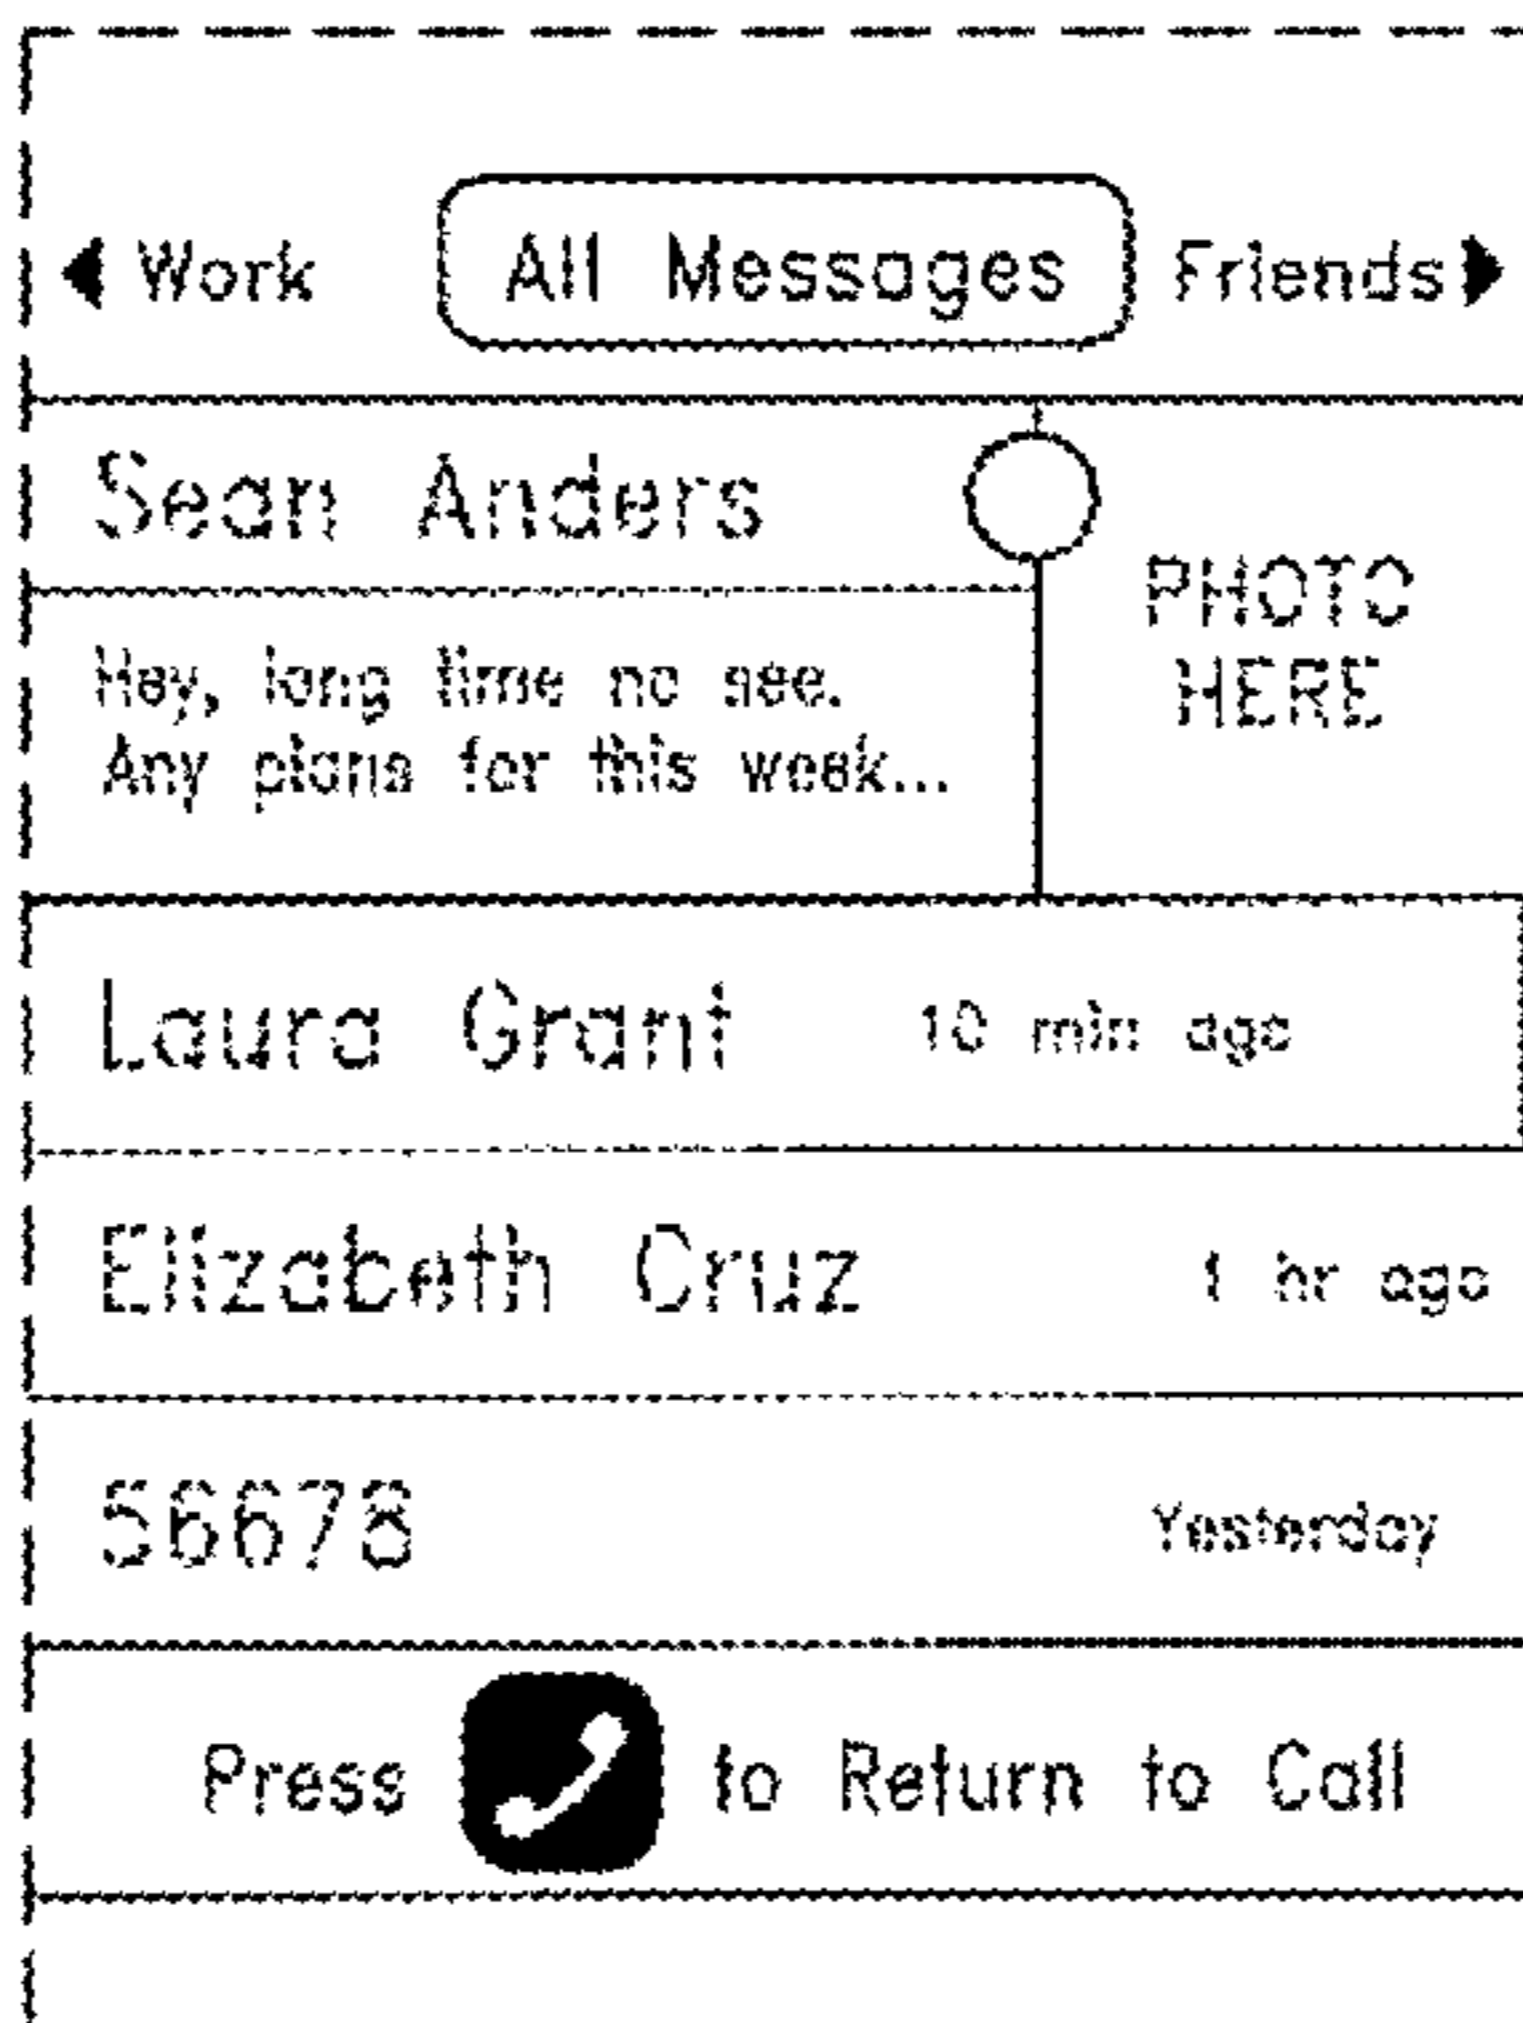 Work All Messages Friends
Sean Anders
PHOTO
HERE
Hey, long time no see.
Any plans for this week...
Laura Grant 10 min ago
Elizabeth Cruz 1 hr ago
56678 Yesterday
Press to Return to Call